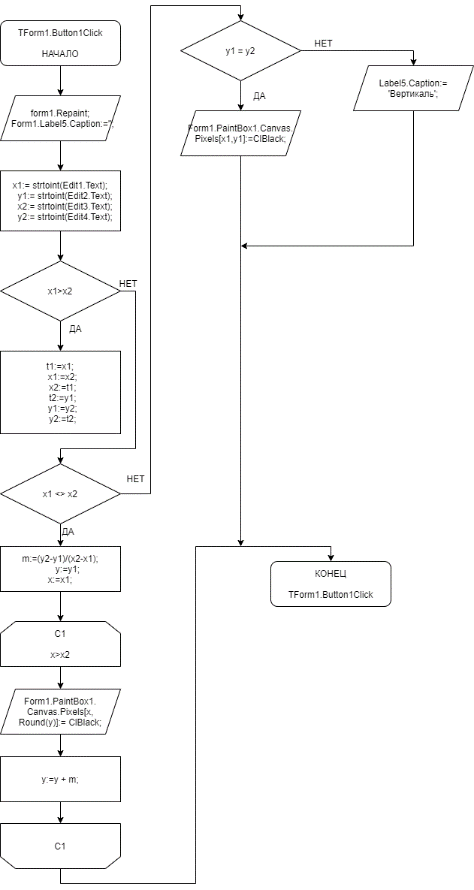 TForm1.Button1Click
НАЧАЛО
form1.Repaint;
Form1.Label5.Caption:='';
x1:= strtoint(Edit1.Text);
y1:= strtoint(Edit2.Text);
x2:= strtoint(Edit3.Text);
y2:= strtoint(Edit4.Text);
x1>x2
НЕТ
ДА
t1:=x1;
x1:=x2;
x2:=t1;
t2:=y1;
y1:=y2;
y2:=t2;
x1 <> x2
НЕТ
ДА
m:=(y2-y1)/(x2-x1);
y:=y1;
x:=x1;
С1
x>x2
Form1.PaintBox1.
Canvas.Pixels[x,
Round(y)]:= ClBlack;
y:=y + m;
С1
y1 = y2
НЕТ
ДА
Form1.PaintBox1.Canvas.
Pixels[x1,y1]:=ClBlack;
Label5.Caption:=
'Вертикаль';
КОНЕЦ
TForm1.Button1Click